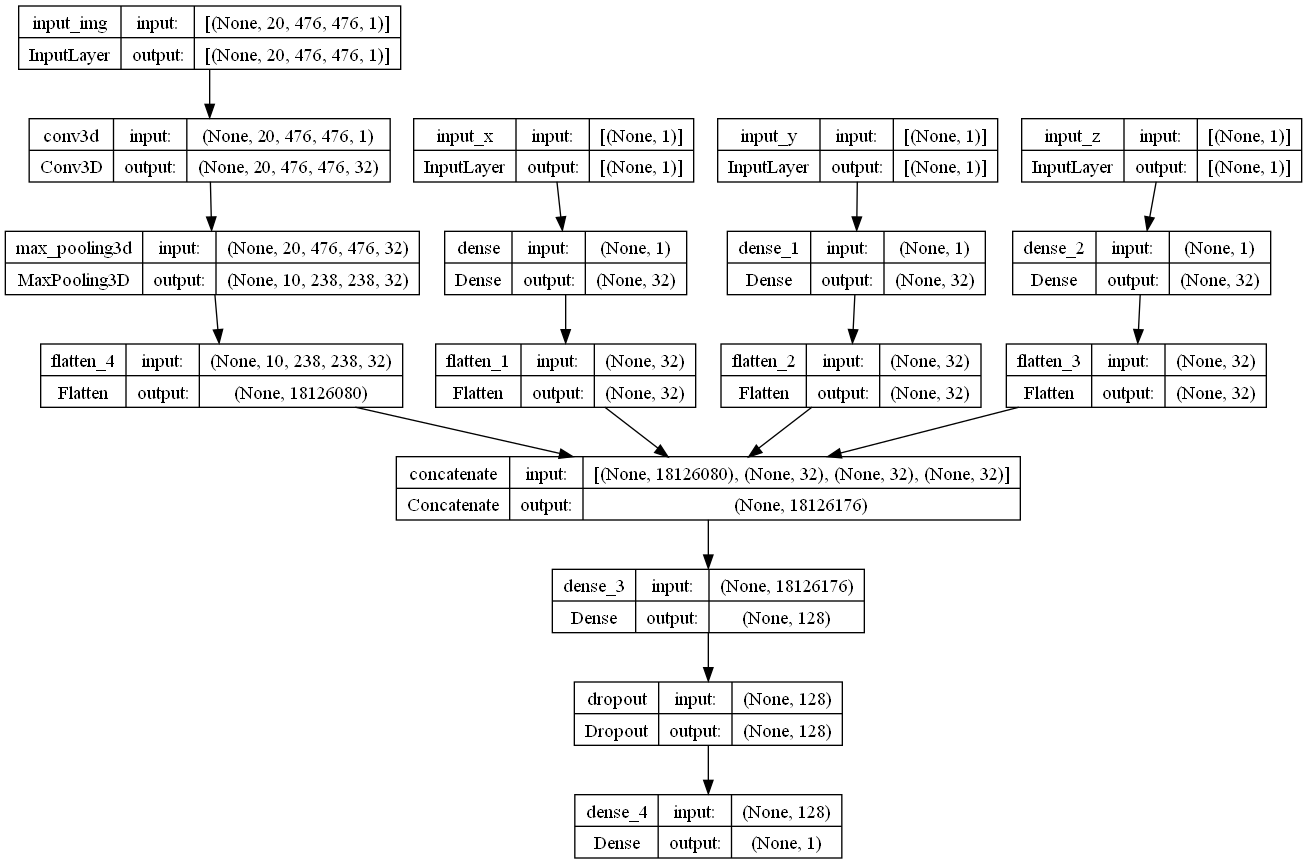 input_img input: [(None, 20, 476, 476, 1)]
InputLayer output: [(None, 20, 476, 476, 1)]
conv3d input: (None, 20, 476, 476, 1)
Conv3D output: (None, 20, 476, 476, 32)
input_x input: [(None, 1)]
InputLayer output: [(None, 1)]
input_y input: [(None, 1)]
InputLayer output: [(None, 1)]
input_z input: [(None, 1)]
InputLayer output: [(None, 1)]
max_pooling3d input: (None, 20, 476, 476, 32)
MaxPooling3D output: (None, 10, 238, 238, 32)
dense input: (None, 1)
Dense output: (None, 32)
dense_1 input: (None, 1)
Dense output: (None, 32)
dense_2 input: (None, 1)
Dense output: (None, 32)
flatten_4 input: (None, 10, 238, 238, 32)
Flatten output: (None, 18126080)
flatten_1 input: (None, 32)
Flatten output: (None, 32)
flatten_2 input: (None, 32)
Flatten output: (None, 32)
flatten_3 input: (None, 32)
Flatten output: (None, 32)
concatenate input: [(None, 18126080), (None, 32), (None, 32), (None, 32)]
Concatenate output: (None, 18126176)
dense_3 input: (None, 18126176)
Dense output: (None, 128)
dropout input: (None, 128)
Dropout output: (None, 128)
dense_4 input: (None, 128)
Dense output: (None, 1)